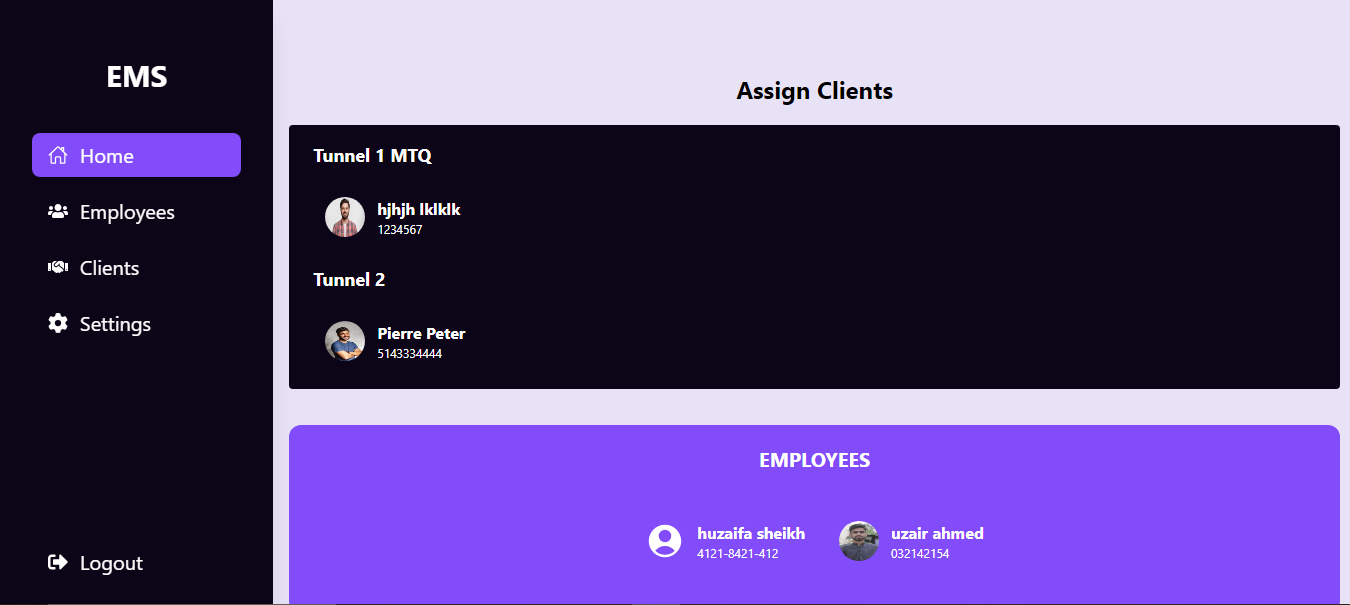 EMS
Home
Employees
Clients
Settings
Logout
Assign Clients
Tunnel 1 MTQ
hjhjh lklklk
1234567
Tunnel 2
Pierre Peter
5143334444
EMPLOYEES
huzaifa sheikh
4121-8421-412
uzair ahmed
032142154